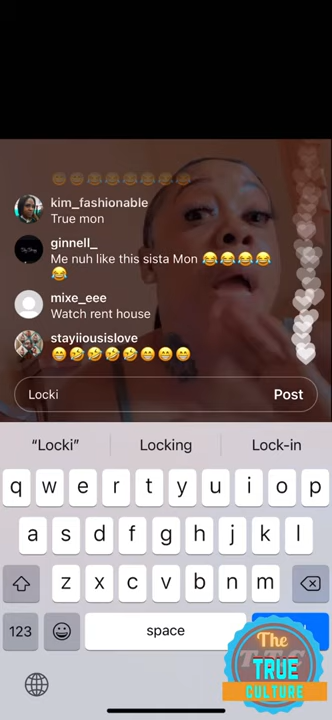 😂😂😂😂😂😂😂😂
kim_fashionable
True mon
ginnell_
Me nuh like this sista Mon 😂😂😂😂
😂
mixe_eee
Watch rent house
stayiiousislove
😁🤣🤣🤣🤣😁😁😁
Locki
Post
“Locki”
Locking
Lock-in
q w e r t y u i o p
a s d f g h j k l
z x c v b n m
123
space
The
TRUE
CULTURE